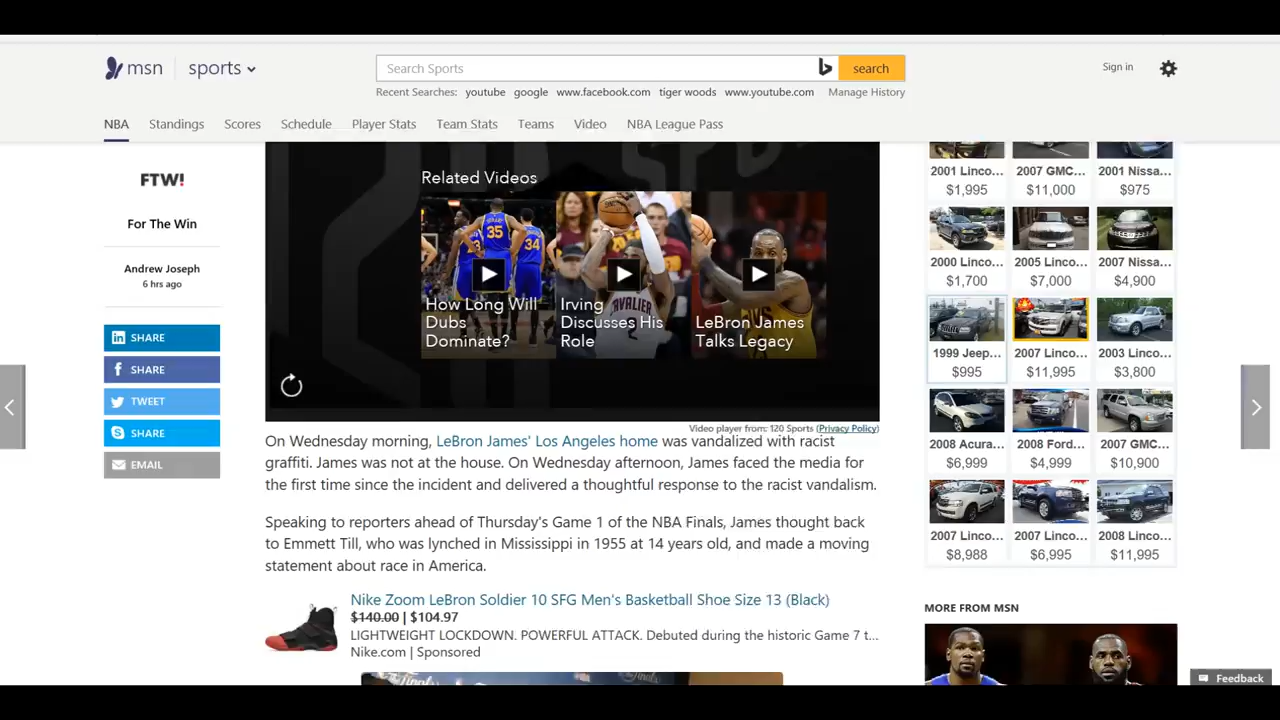 msn
sports
Search Sports
search
Sign in
Recent Searches: youtube google www.facebook.com tiger woods www.youtube.com Manage History
NBA Standings Scores Schedule Player Stats Team Stats Teams Video NBA League Pass
FTW!
For The Win
Andrew Joseph
6 hrs ago
SHARE
SHARE
TWEET
SHARE
EMAIL
Related Videos
How Long Will
Dubs
Dominate?
Irving
Discusses His
Role
LeBron James
Talks Legacy
Video player from: 120 Sports (Privacy Policy)
On Wednesday morning, LeBron James' Los Angeles home was vandalized with racist
graffiti. James was not at the house. On Wednesday afternoon, James faced the media for
the first time since the incident and delivered a thoughtful response to the racist vandalism.
Speaking to reporters ahead of Thursday's Game 1 of the NBA Finals, James thought back
to Emmett Till, who was lynched in Mississippi in 1955 at 14 years old, and made a moving
statement about race in America.
Nike Zoom LeBron Soldier 10 SFG Men's Basketball Shoe Size 13 (Black)
$140.00 | $104.97
LIGHTWEIGHT LOCKDOWN. POWERFUL ATTACK. Debuted during the historic Game 7 t...
Nike.com | Sponsored
2001 Linco... 2007 GMC... 2001 Nissa...
$1,995 $11,000 $975
2000 Linco... 2005 Linco... 2007 Nissa...
$1,700 $7,000 $4,900
1999 Jeep... 2007 Linco... 2003 Linco...
$995 $11,995 $3,800
2008 Acura... 2008 Ford... 2007 GMC...
$6,999 $4,999 $10,900
2007 Linco... 2007 Linco... 2008 Linco...
$8,988 $6,995 $11,995
MORE FROM MSN
Feedback